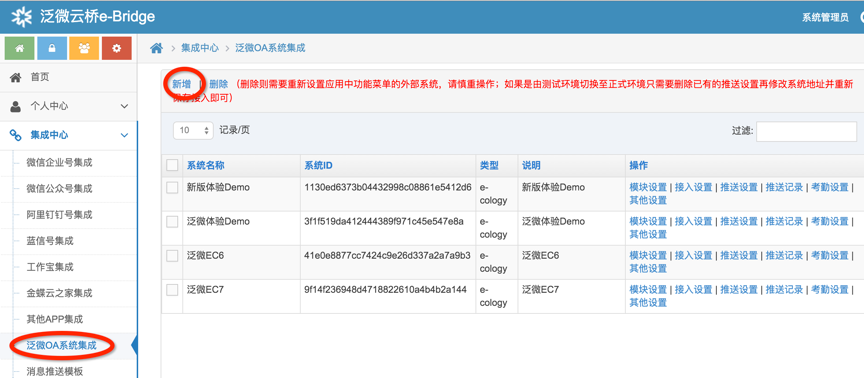 泛微云桥e-Bridge
系统管理员
集成中心 > 泛微OA系统集成
首页
个人中心
集成中心
微信企业号集成
微信公众号集成
阿里钉钉号集成
蓝信号集成
工作宝集成
金蝶云之家集成
其他APP集成
泛微OA系统集成
消息推送模板
新增 | 删除 (删除则需要重新设置应用中功能菜单的外部系统，请慎重操作；如果是由测试环境切换至正式环境只需要删除已有的推送设置再修改系统地址并重新
保存接入即可)
10 记录/页
过滤:
系统名称 系统ID 类型 说明 操作
新版体验Demo 1130ed6373b04432998c08861e5412d6 e- 新版体验Demo 模块设置 | 接入设置 | 推送设置 | 推送记录 | 考勤设置 |
cology 其他设置
泛微体验Demo 3f1f519da412444389f971c45e547e8a e- 泛微体验Demo 模块设置 | 接入设置 | 推送设置 | 推送记录 | 考勤设置 |
cology 其他设置
泛微EC6 41e0e8877cc7424c9e26d337a2a7a9b3 e- 泛微EC6 模块设置 | 接入设置 | 推送设置 | 推送记录 | 考勤设置 |
cology 其他设置
泛微EC7 9f14f236948d4718822610a4b4b2a144 e- 泛微EC7 模块设置 | 接入设置 | 推送设置 | 推送记录 | 考勤设置 |
cology 其他设置